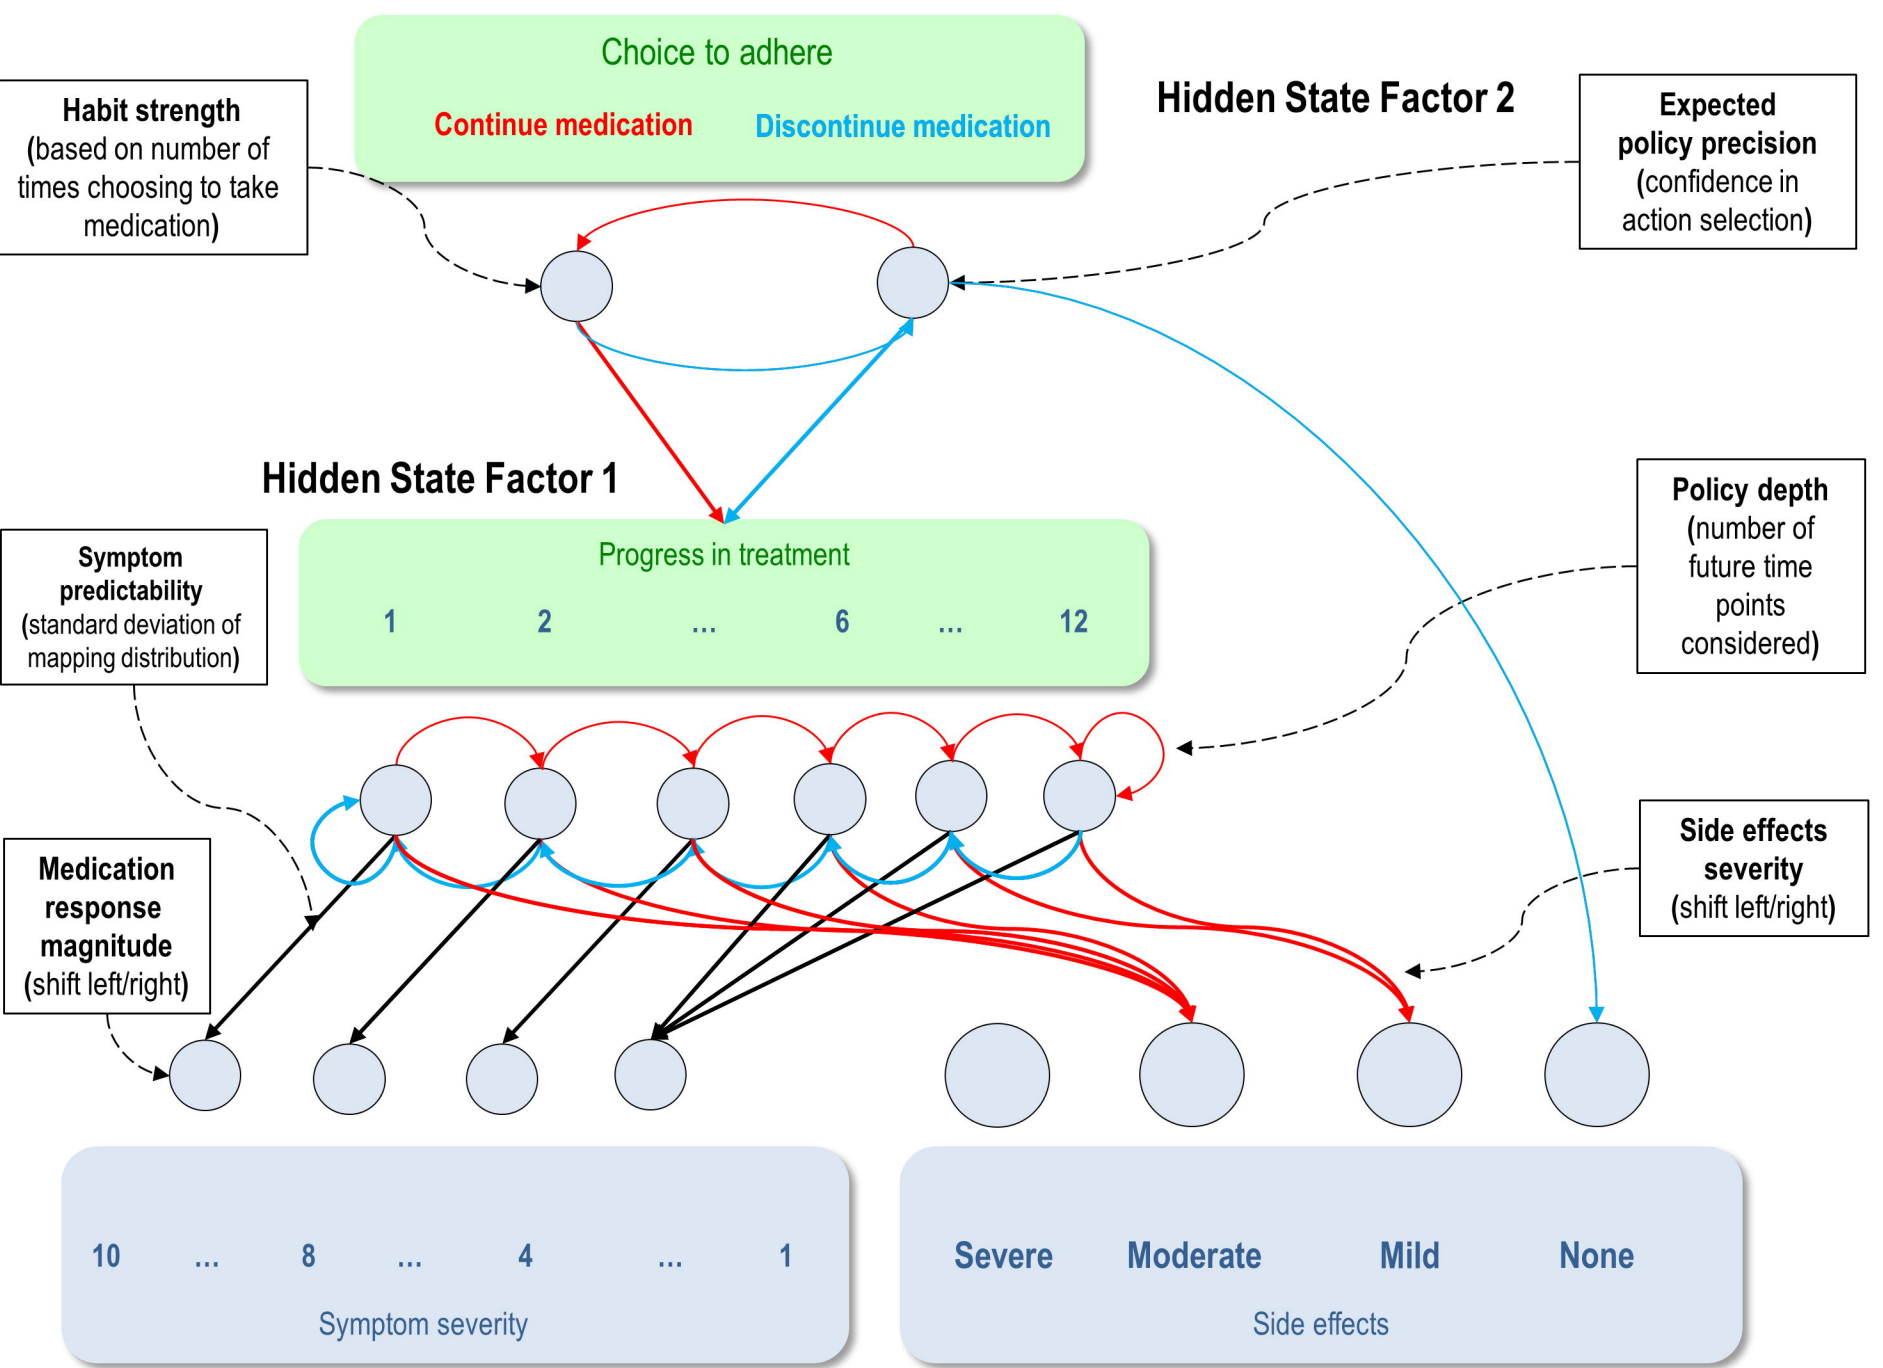 Choice to adhere
Continue medication
Discontinue medication
Hidden State Factor 2
Habit strength
(based on number of
times choosing to take
medication)
Expected
policy precision
(confidence in
action selection)
Hidden State Factor 1
Policy depth
(number of
future time
points
considered)
Symptom
predictability
(standard deviation of
mapping distribution)
Progress in treatment
1 2 ... 6 ... 12
Medication
response
magnitude
(shift left/right)
Side effects
severity
(shift left/right)
10 ... 8 ... 4 ... 1
Symptom severity
Severe Moderate Mild None
Side effects